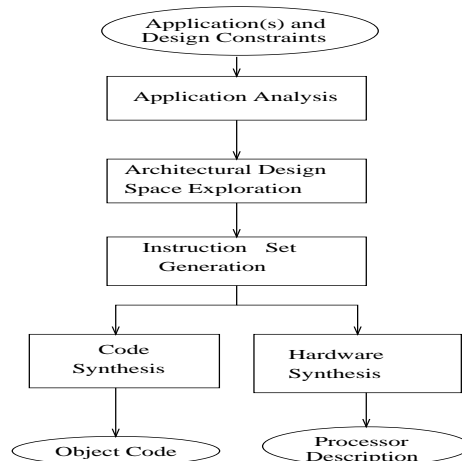 Application(s) and
Design Constraints
Application Analysis
Architectural Design
Space Exploration
Instruction Set
Generation
Code
Synthesis
Hardware
Synthesis
Object Code
Processor
Description